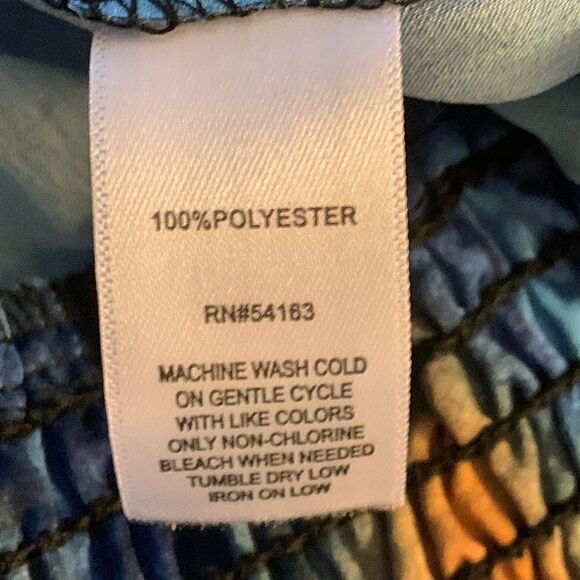 100%POLYESTER
RN#54163
MACHINE WASH COLD
ON GENTLE CYCLE
WITH LIKE COLORS
ONLY NON-CHLORINE
BLEACH WHEN NEEDED
TUMBLE DRY LOW
IRON ON LOW